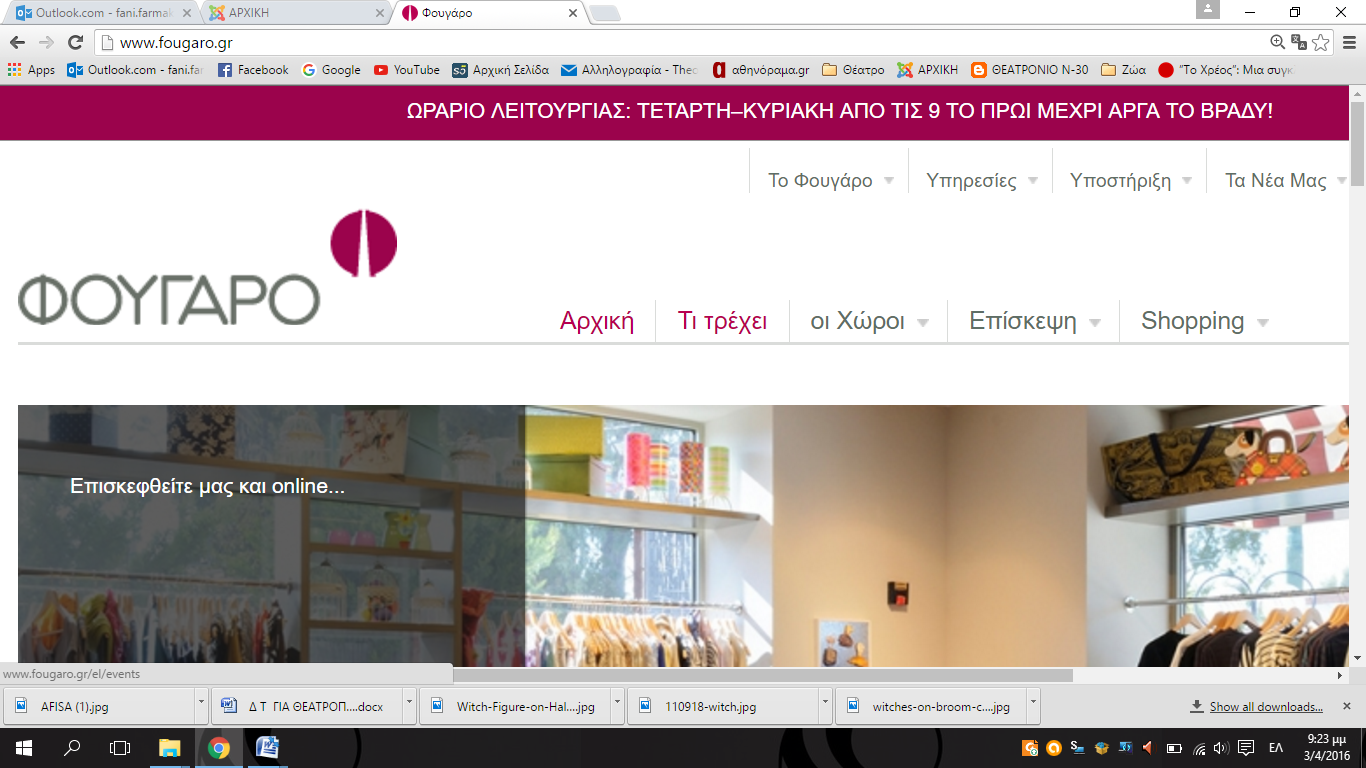 Outlook.com - fani.farmak
ΑΡΧΙΚΗ
Φουγάρο
www.fougaro.gr
Apps
Outlook.com - fani.far
Facebook
Google
YouTube
Αρχική Σελίδα
Αλληλογραφία - Theo
αθηνόραμα.gr
Θέατρο
ΑΡΧΙΚΗ
ΘΕΑΤΡΟΝΙΟ Ν-30
Ζώα
"Το Χρέος": Μια συγκ
ΩΡΑΡΙΟ ΛΕΙΤΟΥΡΓΙΑΣ: ΤΕΤΑΡΤΗ–ΚΥΡΙΑΚΗ ΑΠΟ ΤΙΣ 9 ΤΟ ΠΡΩΙ ΜΕΧΡΙ ΑΡΓΑ ΤΟ ΒΡΑΔΥ!
Το Φουγάρο
Υπηρεσίες
Υποστήριξη
Τα Νέα Μας
ΦΟΥΓΑΡΟ
Αρχική
Τι τρέχει
οι Χώροι
Επίσκεψη
Shopping
Επισκεφθείτε μας και online...
www.fougaro.gr/el/events
AFISA (1).jpg
Δ Τ ΓΙΑ ΘΕΑΤΡΟΠ....docx
Witch-Figure-on-Hal....jpg
110918-witch.jpg
witches-on-broom-c....jpg
Show all downloads...
ΕΛ
9:23 μμ
3/4/2016